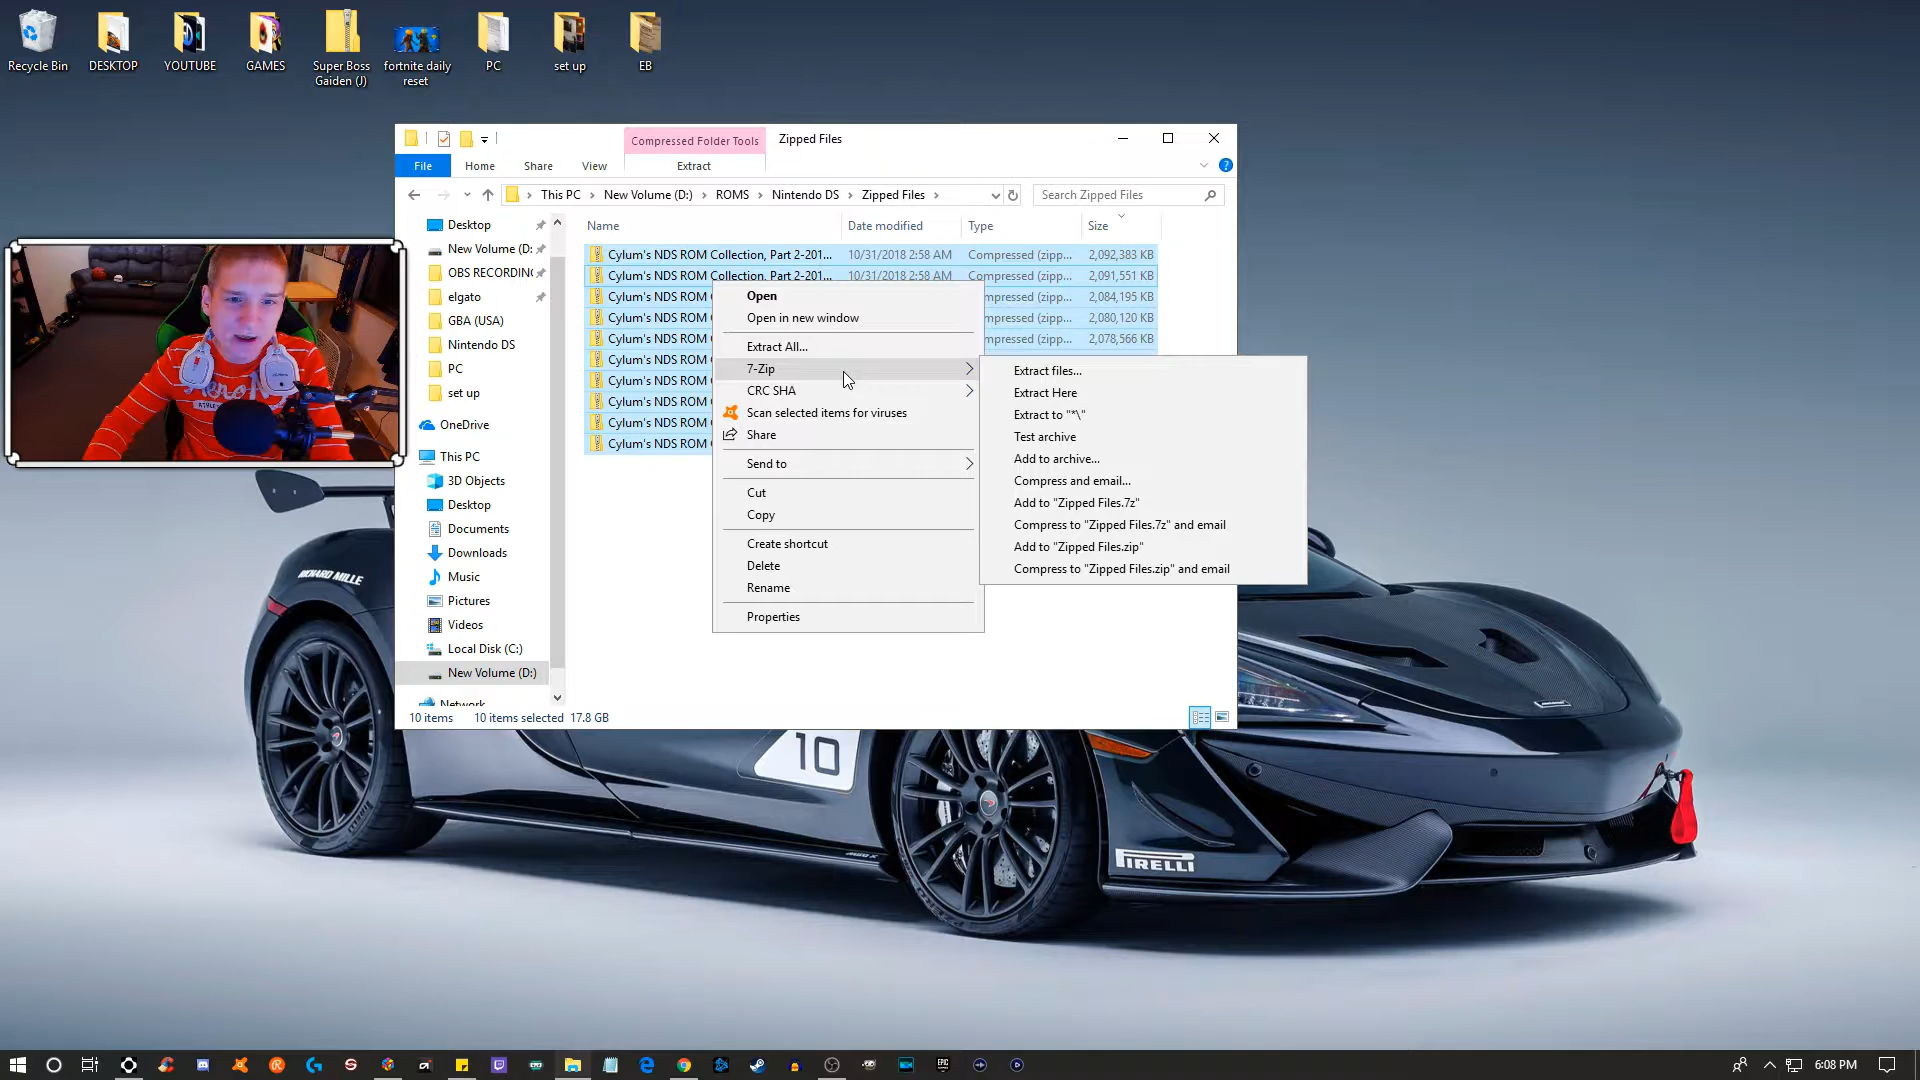 Recycle Bin
DESKTOP
YOUTUBE
GAMES
Super Boss
Gaiden (J)
fortnite daily
reset
PC
set up
EB
Compressed Folder Tools
Zipped Files
File
Home
Share
View
Extract
This PC > New Volume (D:) > ROMS > Nintendo DS > Zipped Files >
Search Zipped Files
Desktop
New Volume (D:
OBS RECORDING
elgato
GBA (USA)
Nintendo DS
PC
set up
OneDrive
This PC
3D Objects
Desktop
Documents
Downloads
Music
Pictures
Videos
Local Disk (C:)
New Volume (D:)
Network
Name Date modified Type Size
Cylum's NDS ROM Collection, Part 2-201... 10/31/2018 2:58 AM Compressed (zipp... 2,092,383 KB
Cylum's NDS ROM Collection, Part 2-201... 10/31/2018 2:58 AM Compressed (zipp... 2,091,551 KB
Cylum's NDS ROM mpressed (zipp... 2,084,195 KB
Cylum's NDS ROM mpressed (zipp... 2,080,120 KB
Cylum's NDS ROM mpressed (zipp... 2,078,566 KB
Cylum's NDS ROM
Cylum's NDS ROM
Cylum's NDS ROM
Cylum's NDS ROM
Cylum's NDS ROM
Open
Open in new window
Extract All...
7-Zip
CRC SHA
Scan selected items for viruses
Share
Send to
Cut
Copy
Create shortcut
Delete
Rename
Properties
Extract files...
Extract Here
Extract to "*\"
Test archive
Add to archive...
Compress and email...
Add to "Zipped Files.7z"
Compress to "Zipped Files.7z" and email
Add to "Zipped Files.zip"
Compress to "Zipped Files.zip" and email
10 items 10 items selected 17.8 GB
RICHARD MILLE
10
PIRELLI
6:08 PM